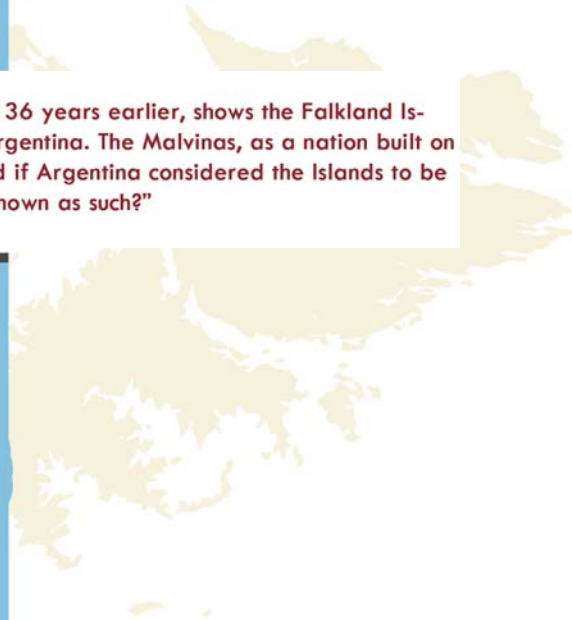 36 years earlier, shows the Falkland Is-
rgentina. The Malvinas, as a nation built on
if Argentina considered the Islands to be
nown as such?”